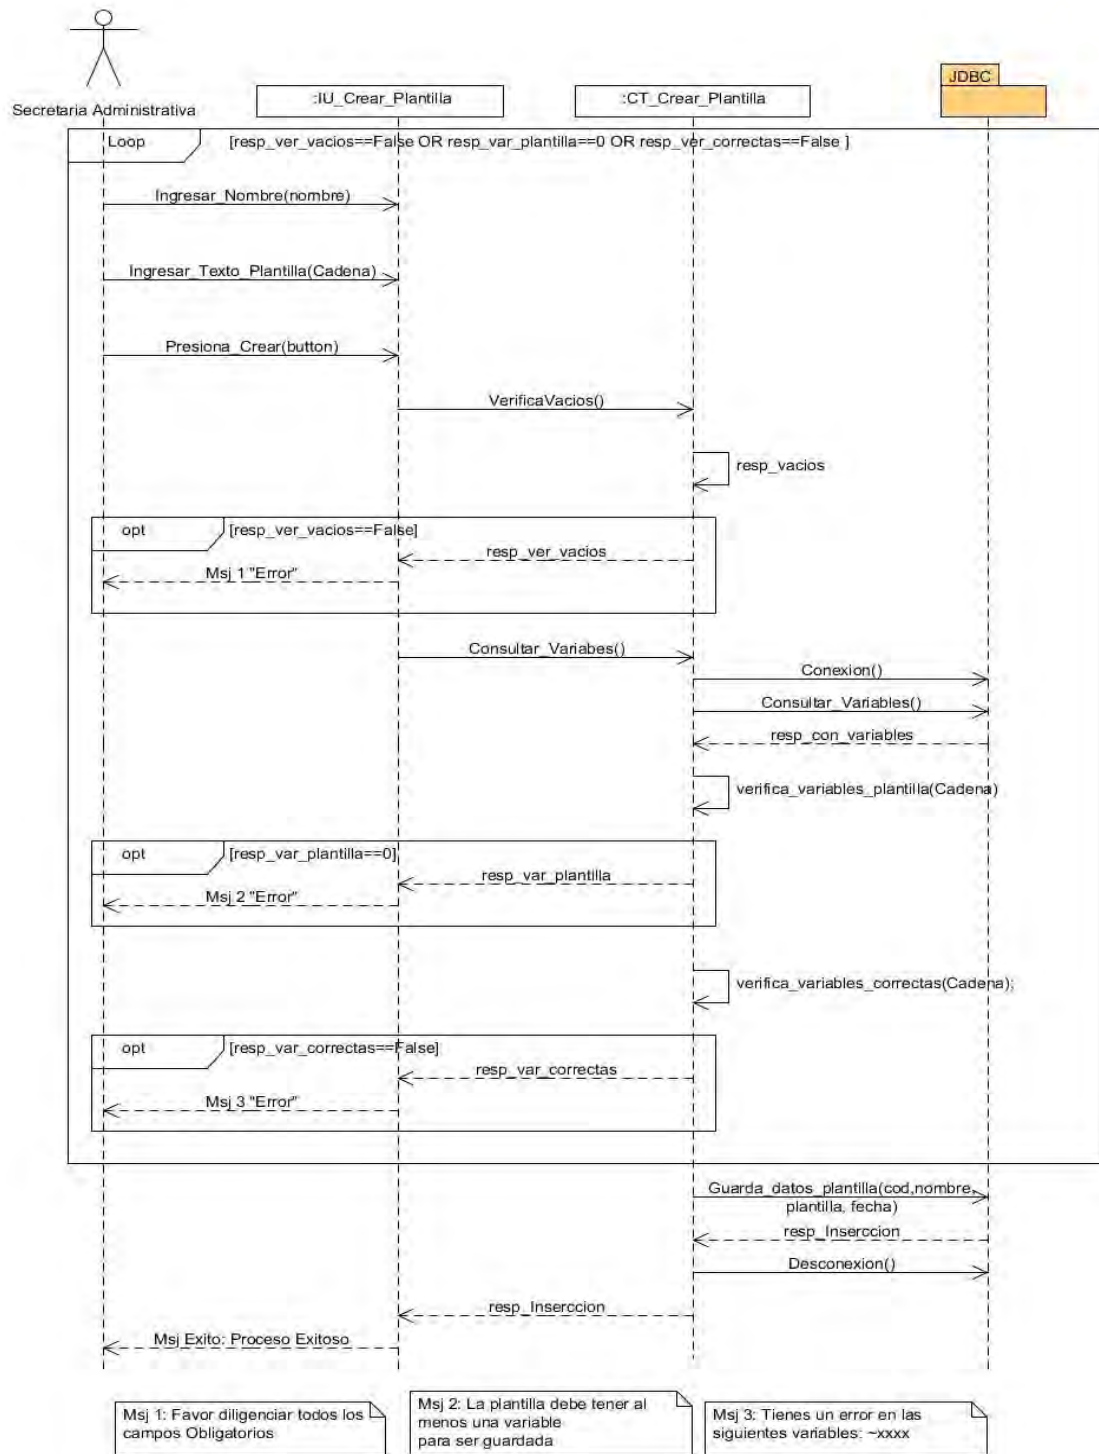 JDBC
:IU_Crear_Plantilla
:CT_Crear_Plantilla
Secretaria Administrativa
Loop
[resp_ver_vacios==False OR resp_var_plantilla==0 OR resp_ver_correctas==False ]
Ingresar_Nombre(nombre)
Ingresar_Texto_Plantilla(Cadena)
Presiona_Crear(button)
VerificaVacios()
resp_vacios
opt
[resp_ver_vacios==False]
resp_ver_vacios
Msj 1 "Error"
Consultar_Variabes()
Conexion()
Consultar_Variables()
resp_con_variables
verifica_variables_plantilla(Cadena)
opt
[resp_var_plantilla==0]
resp_var_plantilla
Msj 2 "Error"
verifica_variables_correctas(Cadena);
opt
[resp_var_correctas==False]
resp_var_correctas
Msj 3 "Error"
Guarda_datos_plantilla(cod,nombre,
plantilla, fecha)
resp_Inserccion
Desconexion()
resp_Inserccion
Msj Exito: Proceso Exitoso
Msj 1: Favor diligenciar todos los
campos Obligatorios
Msj 2: La plantilla debe tener al
menos una variable
para ser guardada
Msj 3: Tienes un error en las
siguientes variables: ~xxxx